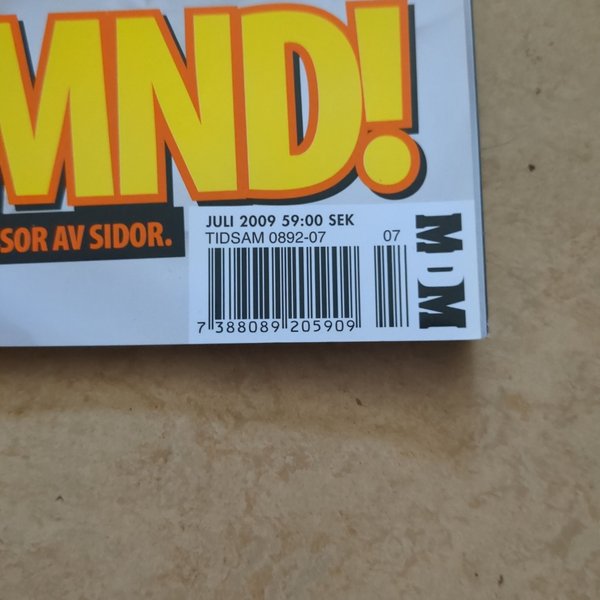 MND!
SOR AV SIDOR.
JULI 2009 59:00 SEK
TIDSAM 0892-07
07
7 388089 205909
MDM